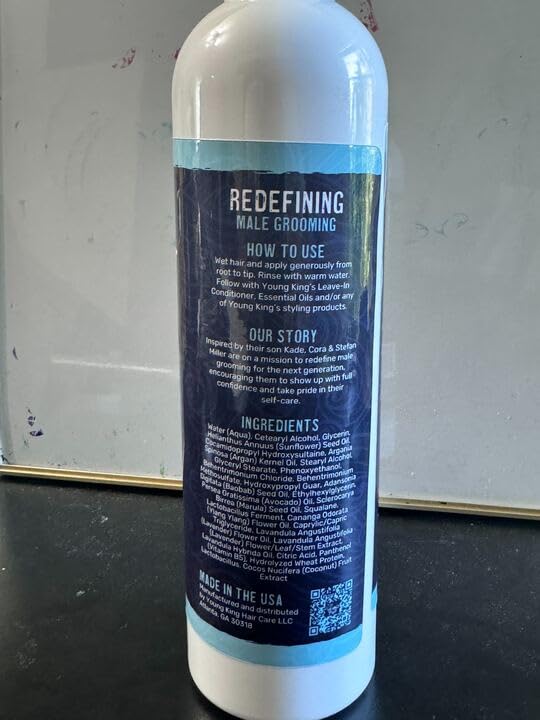 REDEFINING
MALE GROOMING
HOW TO USE
Wet hair and apply generously from
root to tip. Rinse with warm water.
Follow with Young King's Leave-In
Conditioner, Essential Oils and/or any
of Young King's styling products.
OUR STORY
Inspired by their son Kade, Cora & Stefan
Miller are on a mission to redefine male
grooming for the next generation,
encouraging them to show up with full
confidence and take pride in their
self-care.
INGREDIENTS
Water (Aqua), Cetearyl Alcohol, Glycerin,
Helianthus Annuus (Sunflower) Seed Oil,
Cocamidopropyl Hydroxysultaine, Argania
Spinosa (Argan) Kernel Oil, Stearyl Alcohol,
Glyceryl Stearate, Phenoxyethanol,
Behentrimonium Chloride, Behentrimonium
Methosulfate, Hydroxypropyl Guar, Adansonia
Digitata (Baobab) Seed Oil, Ethylhexylglycerin,
Persea Gratissima (Avocado) Oil, Sclerocarya
Birrea (Marula) Seed Oil, Squalane,
Lactobacillus Ferment, Cananga Odorata
(Ylang Ylang) Flower Oil, Caprylic/Capric
Triglyceride, Lavandula Angustifolia
(Lavender) Flower Oil, Lavandula Angustifolia
(Lavender) Flower/Leaf/Stem Extract,
Lavandula Hybrida Oil, Citric Acid, Panthenol
(Vitamin B5), Hydrolyzed Wheat Protein,
Lactobacillus, Cocos Nucifera (Coconut) Fruit
Extract
MADE IN THE USA
Manufactured and distributed
by Young King Hair Care LLC
Atlanta, GA 30318